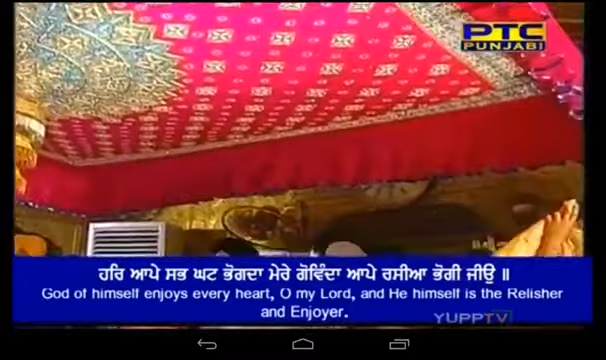 PTC
PUNJABI
ਹਰਿ ਆਪੇ ਸਭ ਘਟ ਭੋਗਦਾ ਮੇਰੇ ਗੋਵਿੰਦਾ ਆਪੇ ਰਸੀਆ ਭੋਗੀ ਜੀਉ ॥
God of himself enjoys every heart, O my Lord, and He himself is the Relisher
and Enjoyer.
YUPPTV